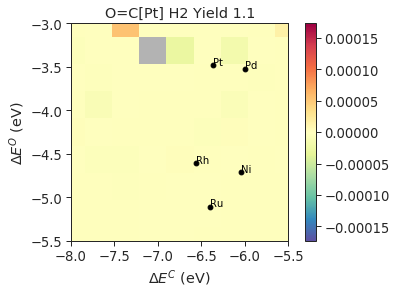 O=C[Pt] H2 Yield 1.1
−3.0
−3.5
−4.0
−4.5
−5.0
−5.5
ΔE^O (eV)
Pt
Pd
Rh
Ni
Ru
−8.0 −7.5 −7.0 −6.5 −6.0 −5.5
ΔE^C (eV)
0.00015
0.00010
0.00005
0.00000
−0.00005
−0.00010
−0.00015